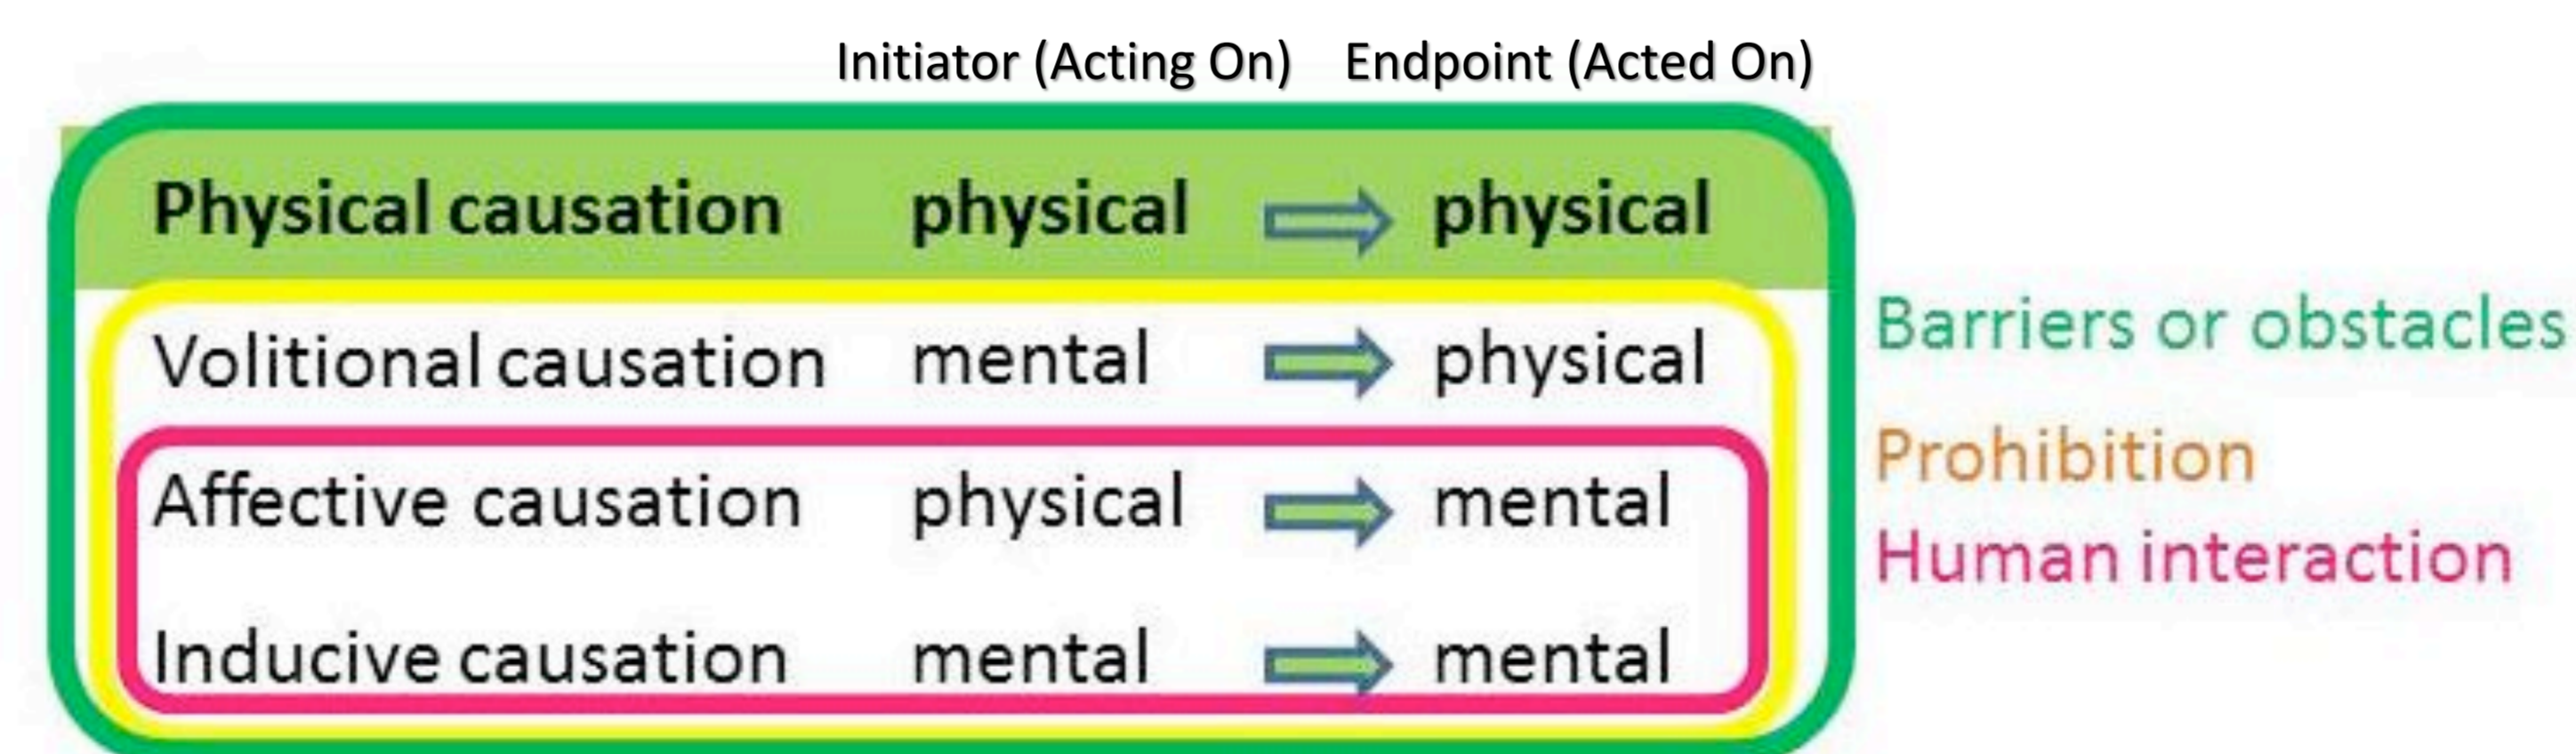 Initiator (Acting On) Endpoint (Acted On)
Physical causation physical physical
Volitional causation mental physical
Affective causation physical mental
Inducive causation mental mental
Barriers or obstacles
Prohibition
Human interaction